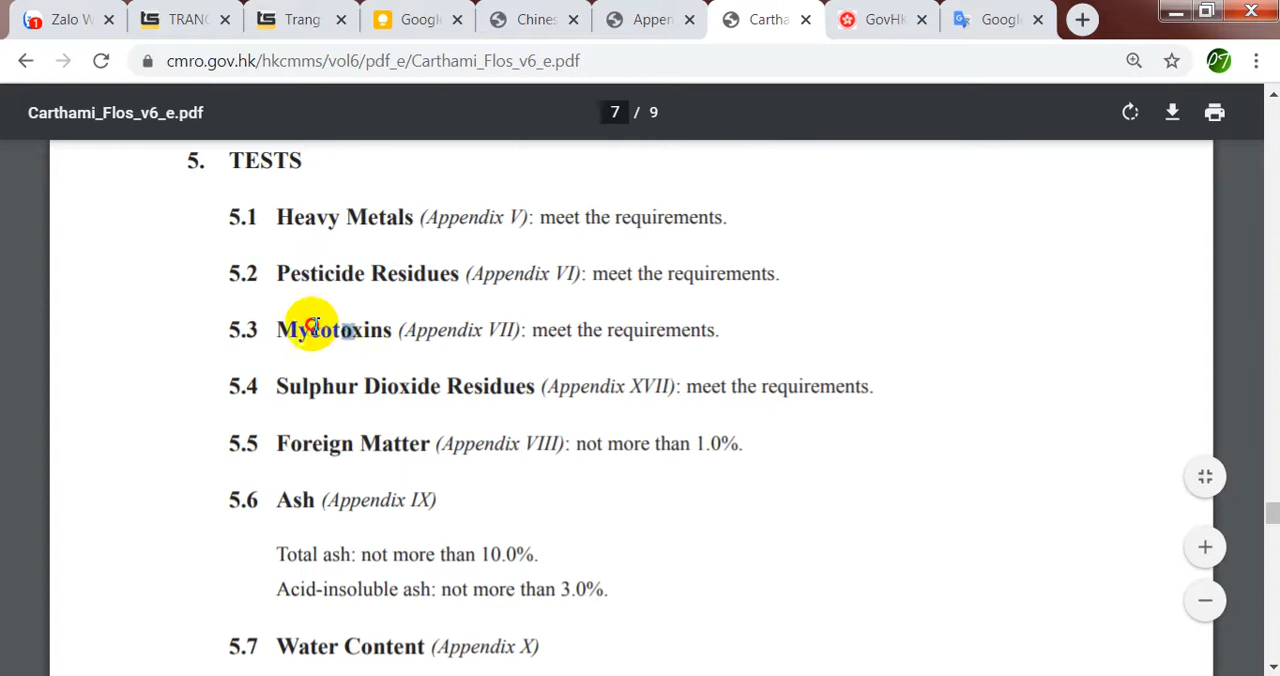 Zalo W
TRANG
Trang
Google
Chines
Appen
Cartha
GovHK
Google
cmro.gov.hk/hkcmms/vol6/pdf_e/Carthami_Flos_v6_e.pdf
Carthami_Flos_v6_e.pdf 7 / 9
5. TESTS
5.1 Heavy Metals (Appendix V): meet the requirements.
5.2 Pesticide Residues (Appendix VI): meet the requirements.
5.3 Mycotoxins (Appendix VII): meet the requirements.
5.4 Sulphur Dioxide Residues (Appendix XVII): meet the requirements.
5.5 Foreign Matter (Appendix VIII): not more than 1.0%.
5.6 Ash (Appendix IX)
Total ash: not more than 10.0%.
Acid-insoluble ash: not more than 3.0%.
5.7 Water Content (Appendix X)